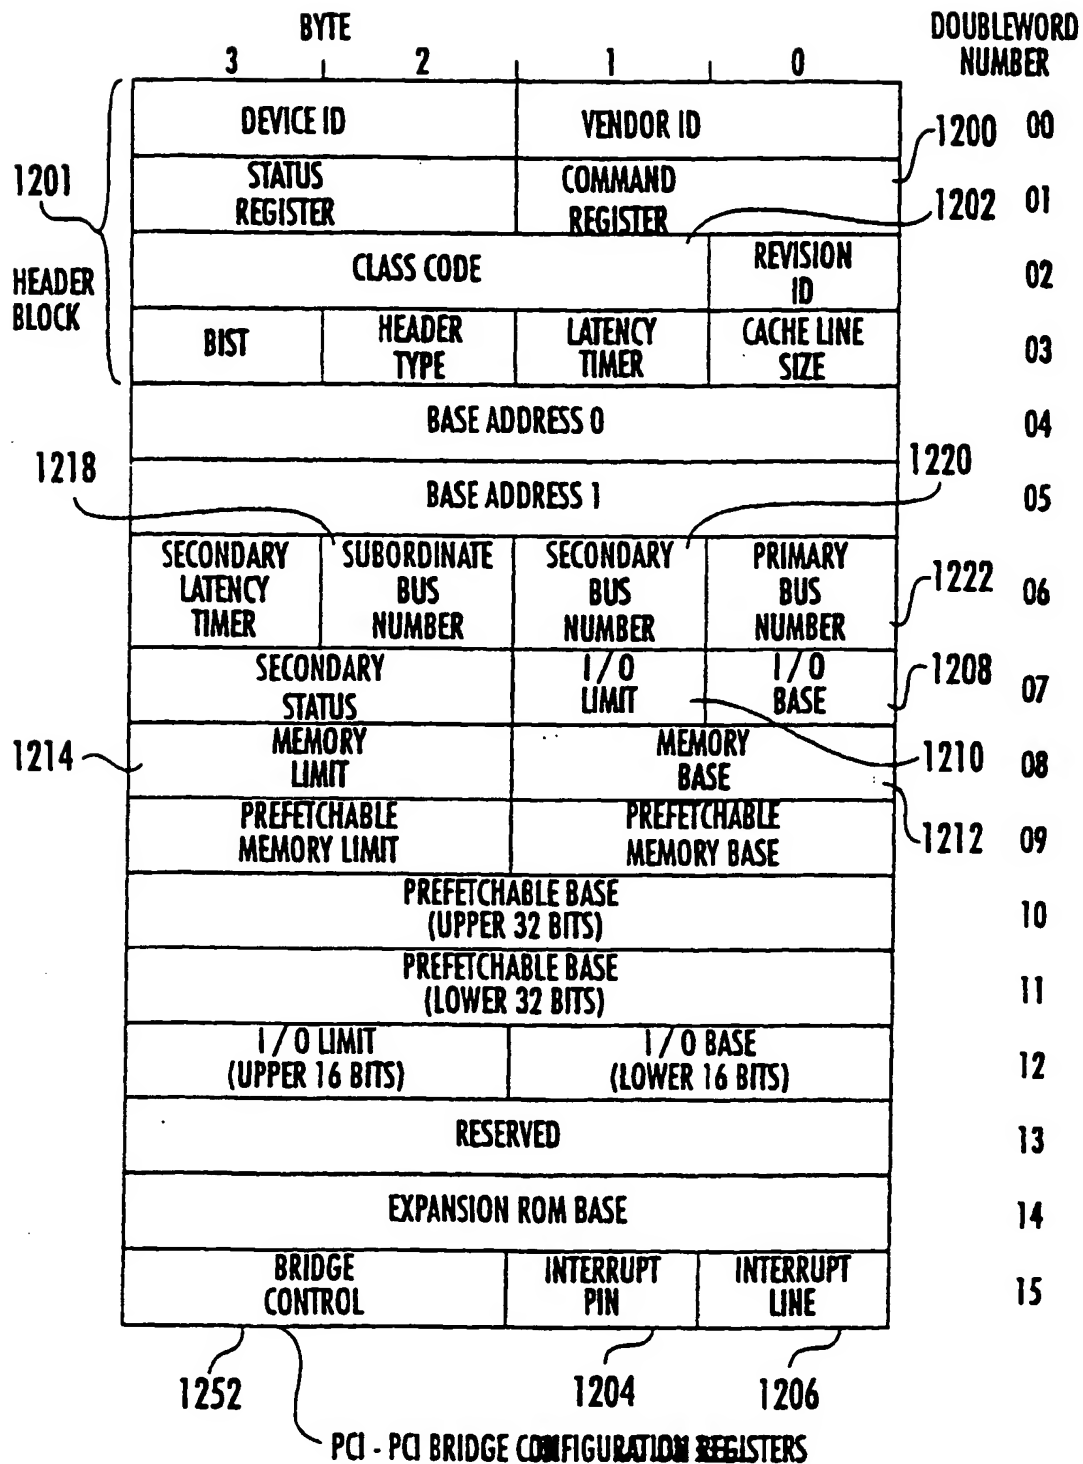 BYTE
DOUBLEWORD
NUMBER
3 2 1 0
DEVICE ID VENDOR ID 1200 00
1201
STATUS
REGISTER
COMMAND
REGISTER
1202 01
HEADER
BLOCK
CLASS CODE
REVISION
ID
02
BIST
HEADER
TYPE
LATENCY
TIMER
CACHE LINE
SIZE
03
BASE ADDRESS 0 04
1218 1220
BASE ADDRESS 1 05
SECONDARY
LATENCY
TIMER
SUBORDINATE
BUS
NUMBER
SECONDARY
BUS
NUMBER
PRIMARY
BUS
NUMBER
1222 06
SECONDARY
STATUS
I/O
LIMIT
I/O
BASE
1208 07
1214
MEMORY
LIMIT
MEMORY
BASE
1210 08
PREFETCHABLE
MEMORY LIMIT
PREFETCHABLE
MEMORY BASE
1212 09
PREFETCHABLE BASE
(UPPER 32 BITS)
10
PREFETCHABLE BASE
(LOWER 32 BITS)
11
I/O LIMIT
(UPPER 16 BITS)
I/O BASE
(LOWER 16 BITS)
12
RESERVED 13
EXPANSION ROM BASE 14
BRIDGE
CONTROL
INTERRUPT
PIN
INTERRUPT
LINE
15
1252 1204 1206
PCI - PCI BRIDGE CONFIGURATION REGISTERS